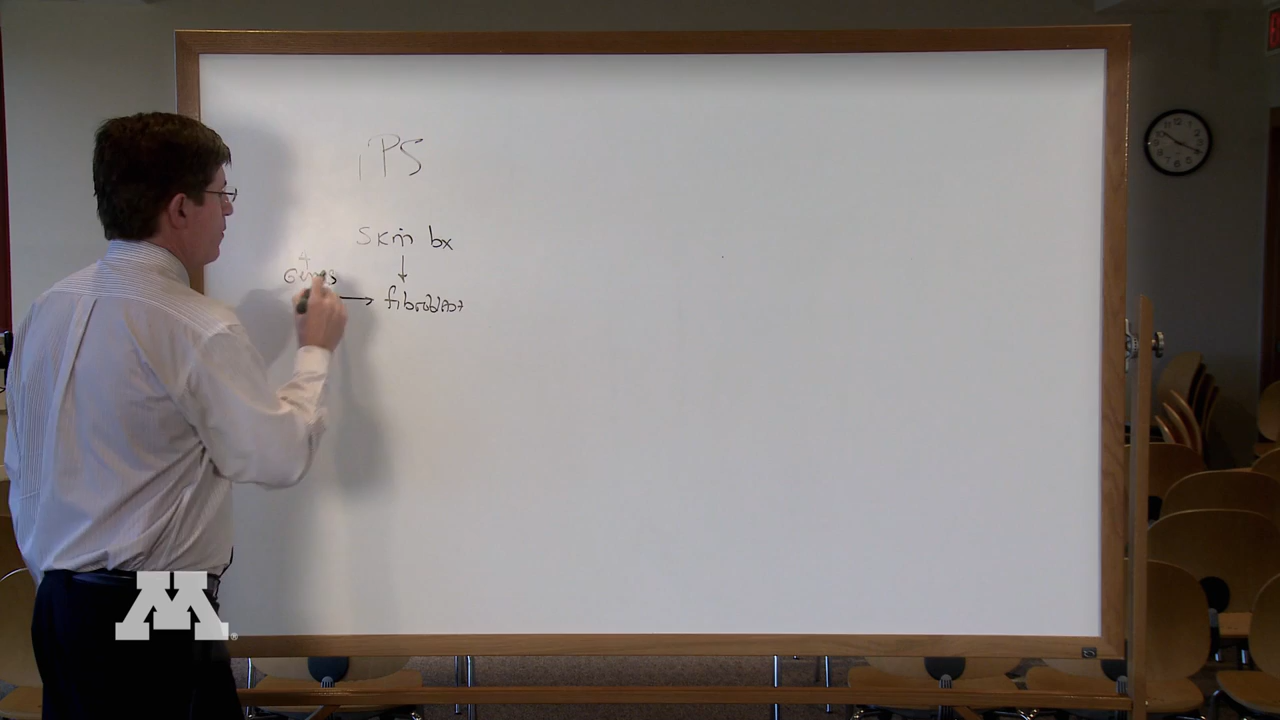 iPS
Skin bx
4
Genes
→ fibroblast
M